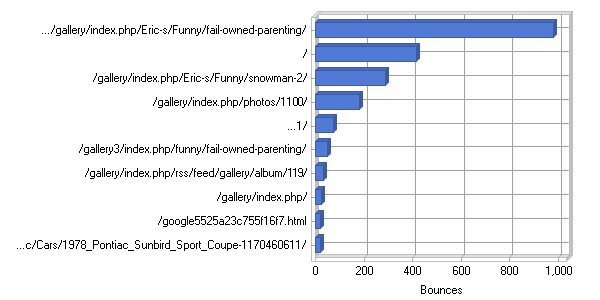 .../gallery/index.php/Eric-s/Funny/fail-owned-parenting/
/
/gallery/index.php/Eric-s/Funny/snowman-2/
/gallery/index.php/photos/1100/
...1/
/gallery3/index.php/funny/fail-owned-parenting/
/gallery/index.php/rss/feed/gallery/album/119/
/gallery/index.php/
/google5525a23c755f16f7.html
...c/Cars/1978_Pontiac_Sunbird_Sport_Coupe-1170460611/
0 200 400 600 800 1,000
Bounces